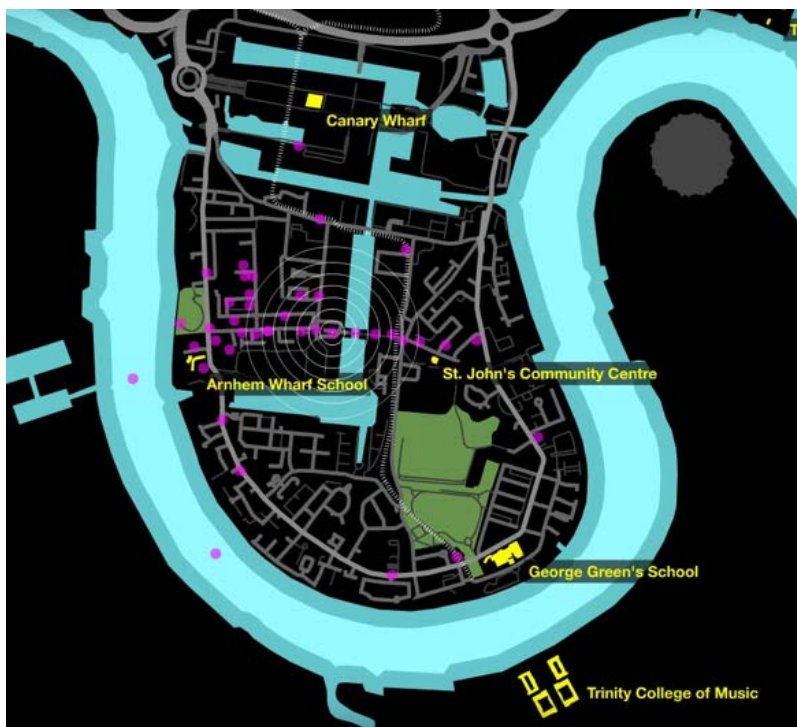 T
Canary Wharf
St. John's Community Centre
Arnhem Wharf School
George Green's School
Trinity College of Music